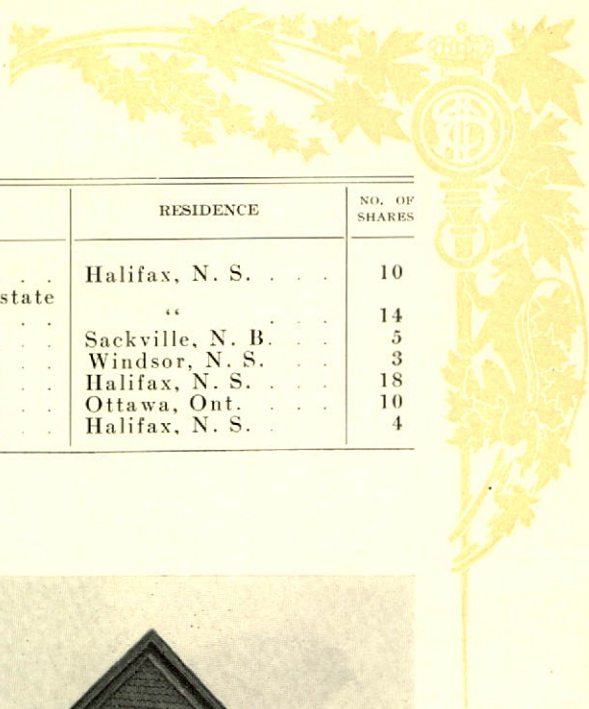 RESIDENCE
NO. OF
SHARES
. . Halifax, N. S. . . . . 10
state
. . “ . . . 14
. . Sackville, N. B. . . . 5
. . Windsor, N. S. . . . 3
. . Halifax, N. S. . . . . 18
. . Ottawa, Ont. . . . . 10
. . Halifax, N. S. . . . 4